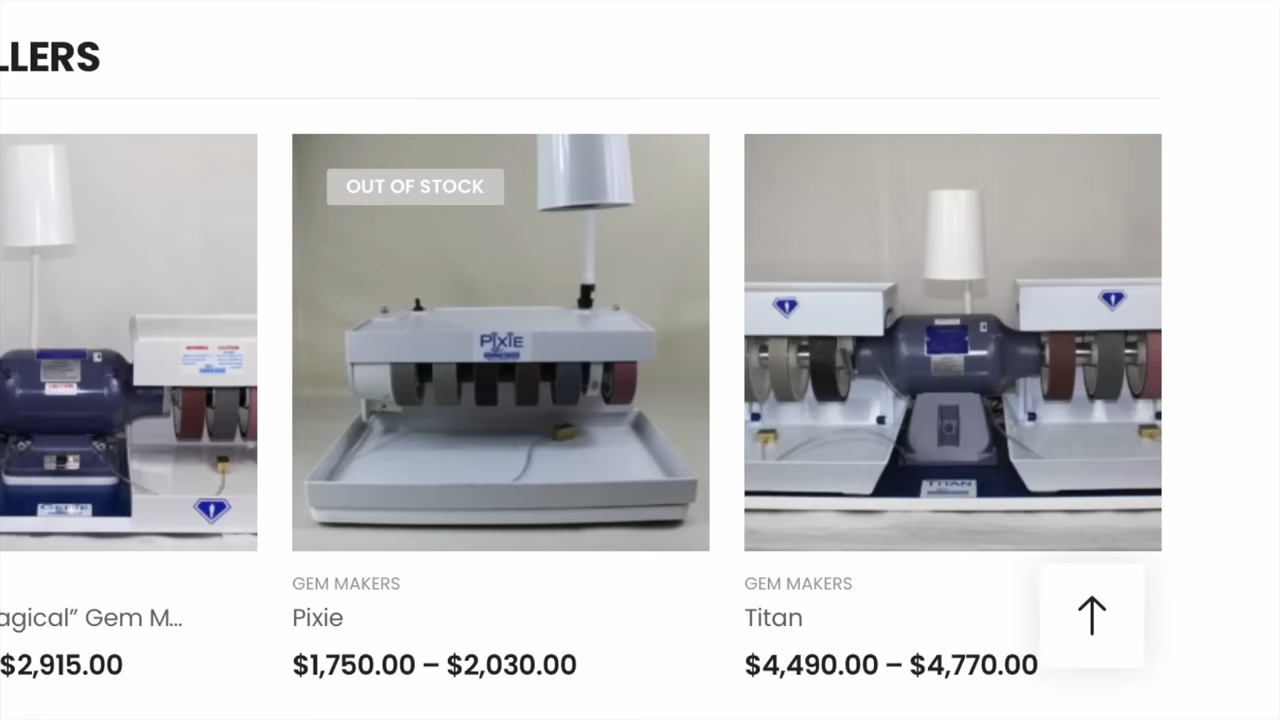 LLERS
OUT OF STOCK
PIXIE
TITAN
GEM MAKERS
GEM MAKERS
agical” Gem M...
Pixie
Titan
$2,915.00
$1,750.00 – $2,030.00
$4,490.00 – $4,770.00